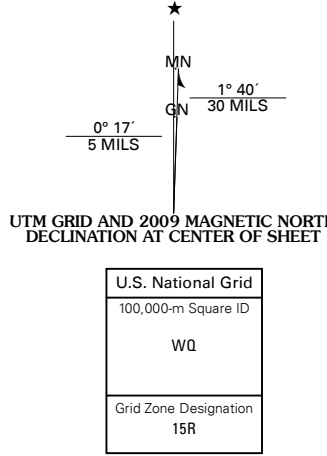 ★
MN
GN
1° 40´
30 MILS
0° 17´
5 MILS
UTM GRID AND 2009 MAGNETIC NORTH
DECLINATION AT CENTER OF SHEET
U.S. National Grid
100,000-m Square ID
WQ
Grid Zone Designation
15R